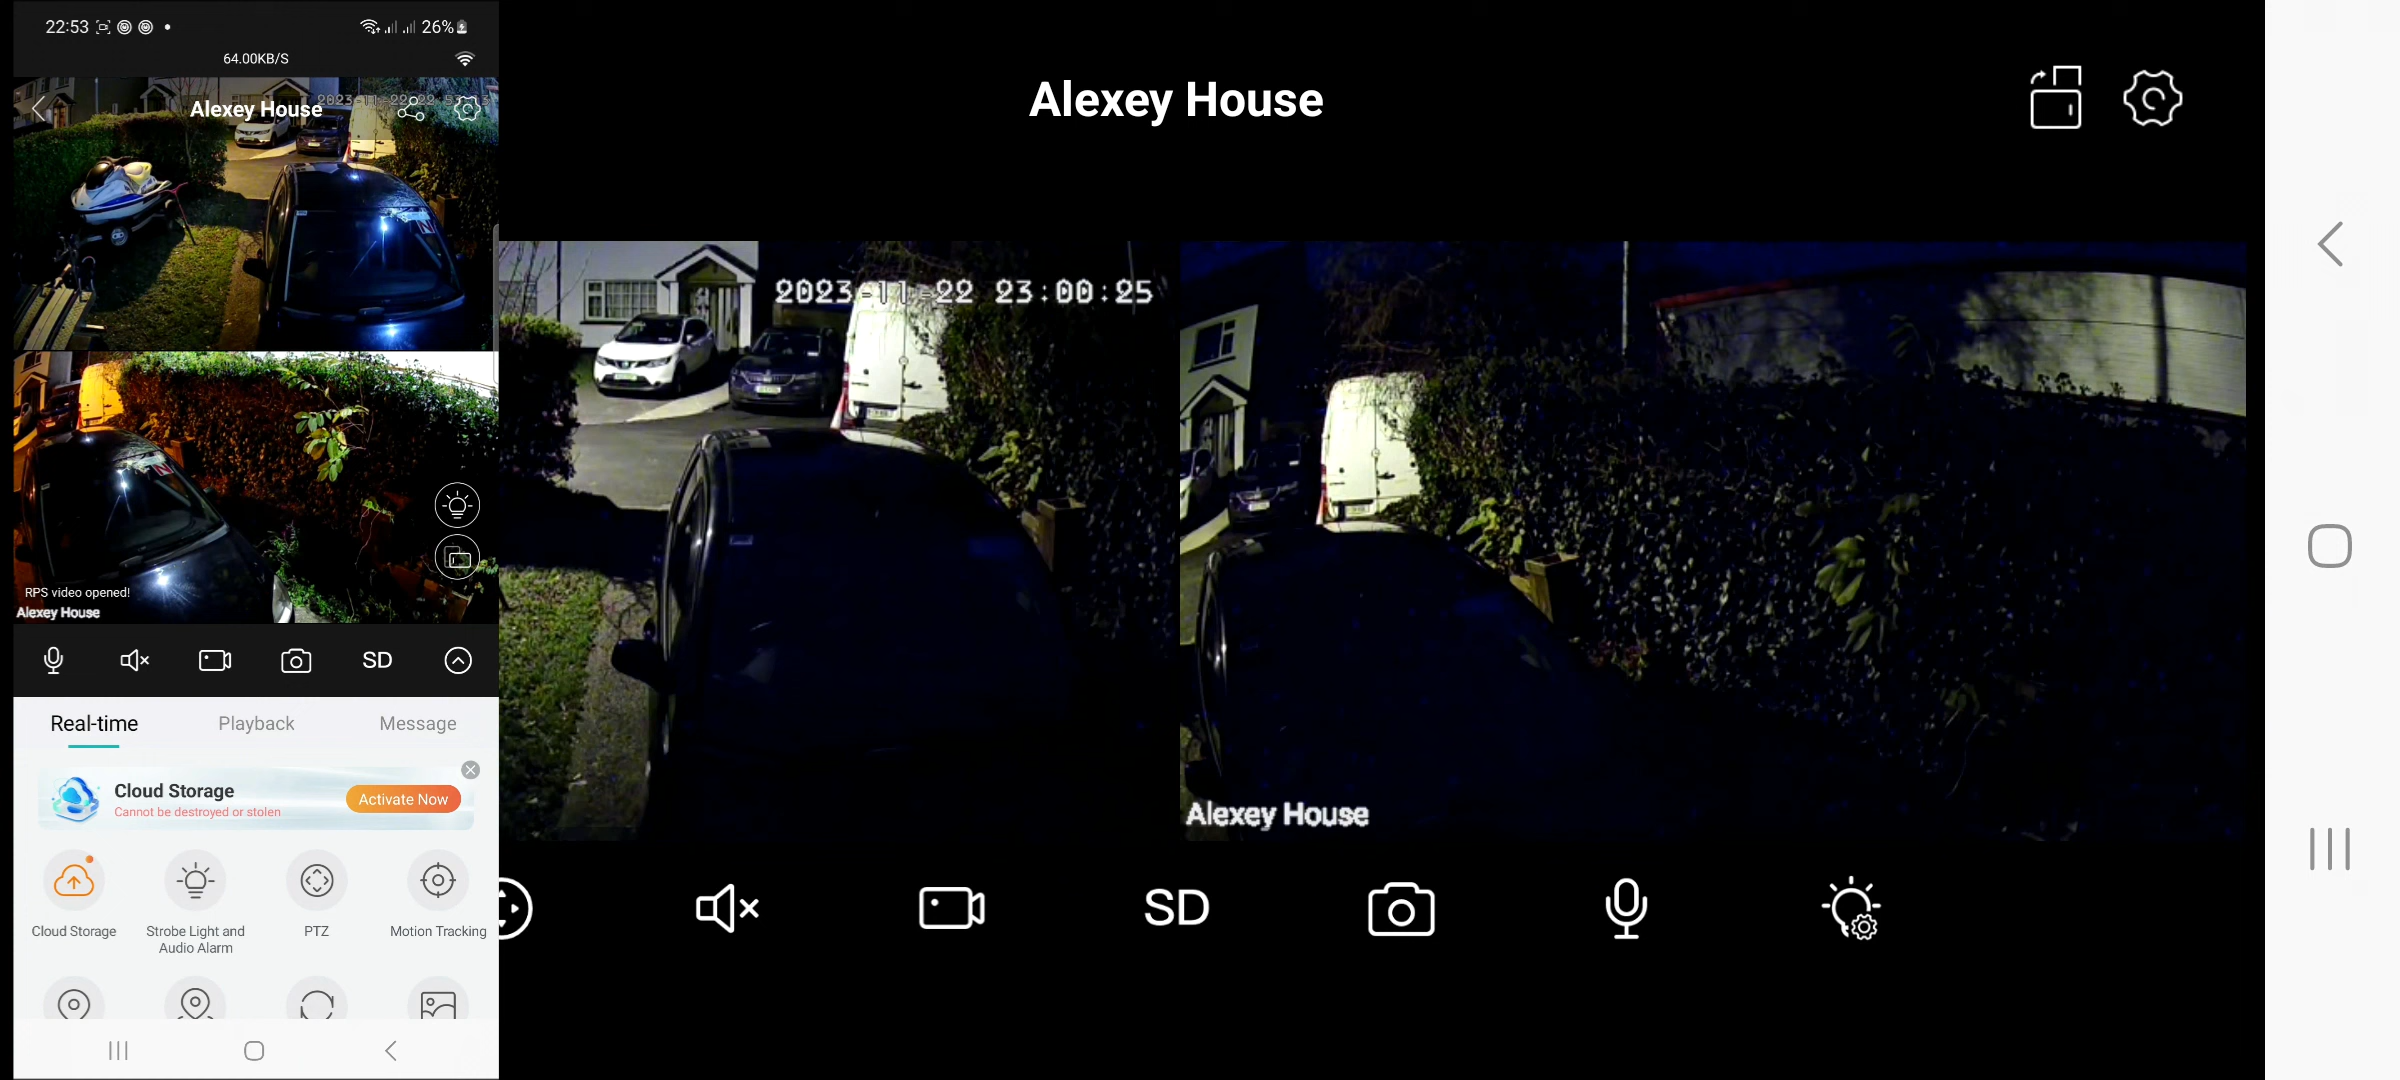 22:53
26%
64.00KB/S
Alexey House
RPS video opened!
Alexey House
SD
Real-time
Playback
Message
Cloud Storage
Cannot be destroyed or stolen
Activate Now
Cloud Storage
Strobe Light and
Audio Alarm
PTZ
Motion Tracking
Alexey House
2023-11-22 23:00:25
Alexey House
SD